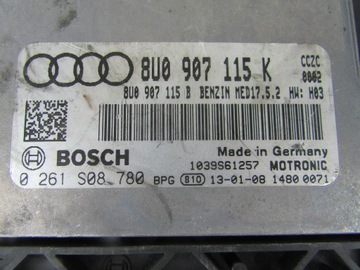 8U0 907 115 K CCZC
0002
8U0 907 115 B BENZIN MED17.5.2 HW: H03
BOSCH
Made in Germany
1039S61257 MOTRONIC
0 261 S08 780 BPG B10 13-01-08 1480 0071